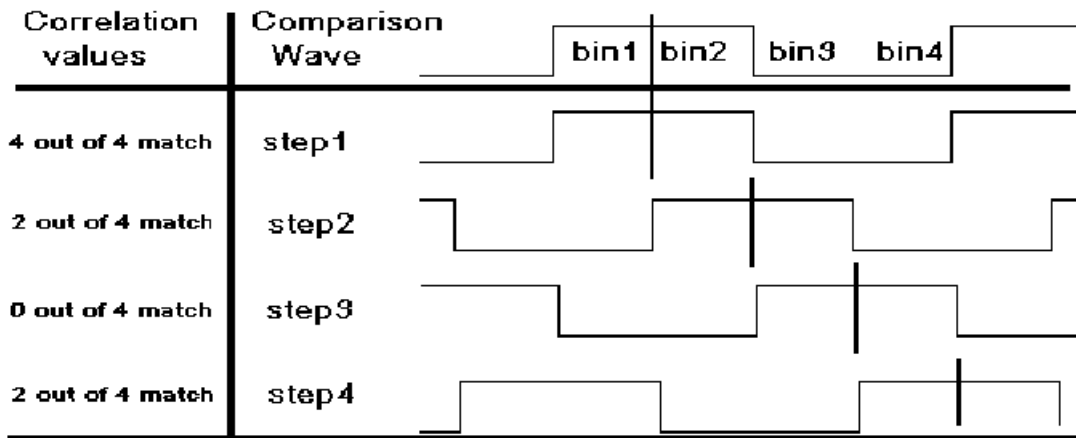 Correlation values
Comparison Wave
bin1 bin2 bin3 bin4
4 out of 4 match step1
2 out of 4 match step2
0 out of 4 match step3
2 out of 4 match step4